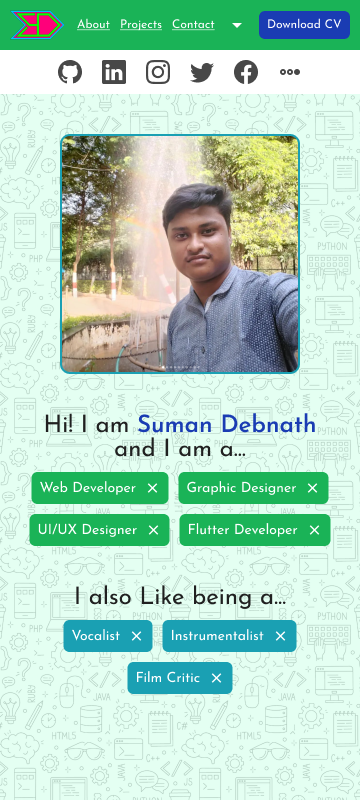 About Projects Contact Download CV
Hi! I am Suman Debnath
and I am a...
Web Developer Graphic Designer
UI/UX Designer Flutter Developer
I also Like being a...
Vocalist Instrumentalist
Film Critic